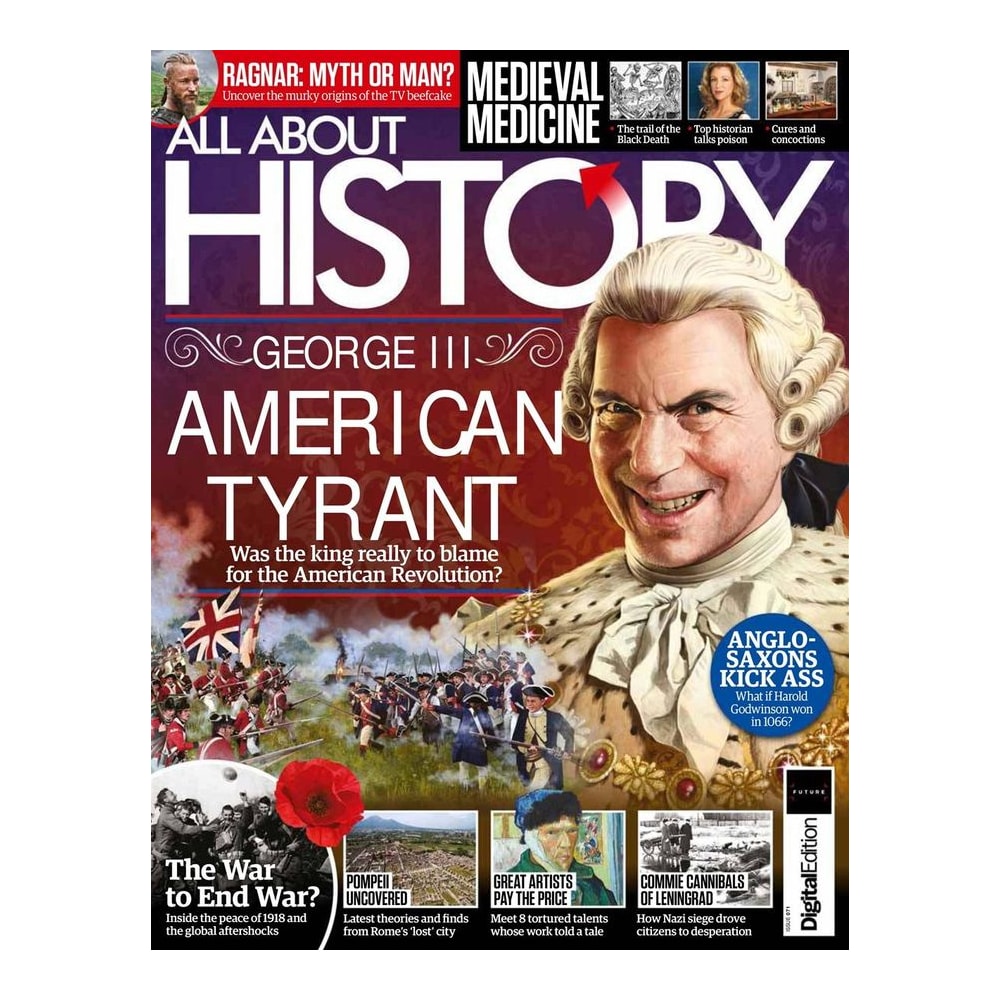 RAGNAR: MYTH OR MAN?
Uncover the murky origins of the TV beefcake
MEDIEVAL
MEDICINE
• The trail of the
Black Death
• Top historian
talks poison
• Cures and
concoctions
ALL ABOUT
HISTORY
GEORGE III
AMERICAN
TYRANT
Was the king really to blame
for the American Revolution?
ANGLO-
SAXONS
KICK ASS
What if Harold
Godwinson won
in 1066?
The War
to End War?
Inside the peace of 1918 and
the global aftershocks
POMPEII
UNCOVERED
Latest theories and finds
from Rome's 'lost' city
GREAT ARTISTS
PAY THE PRICE
Meet 8 tortured talents
whose work told a tale
COMMIE CANNIBALS
OF LENINGRAD
How Nazi siege drove
citizens to desperation
FUTURE
Digital Edition
ISSUE 071